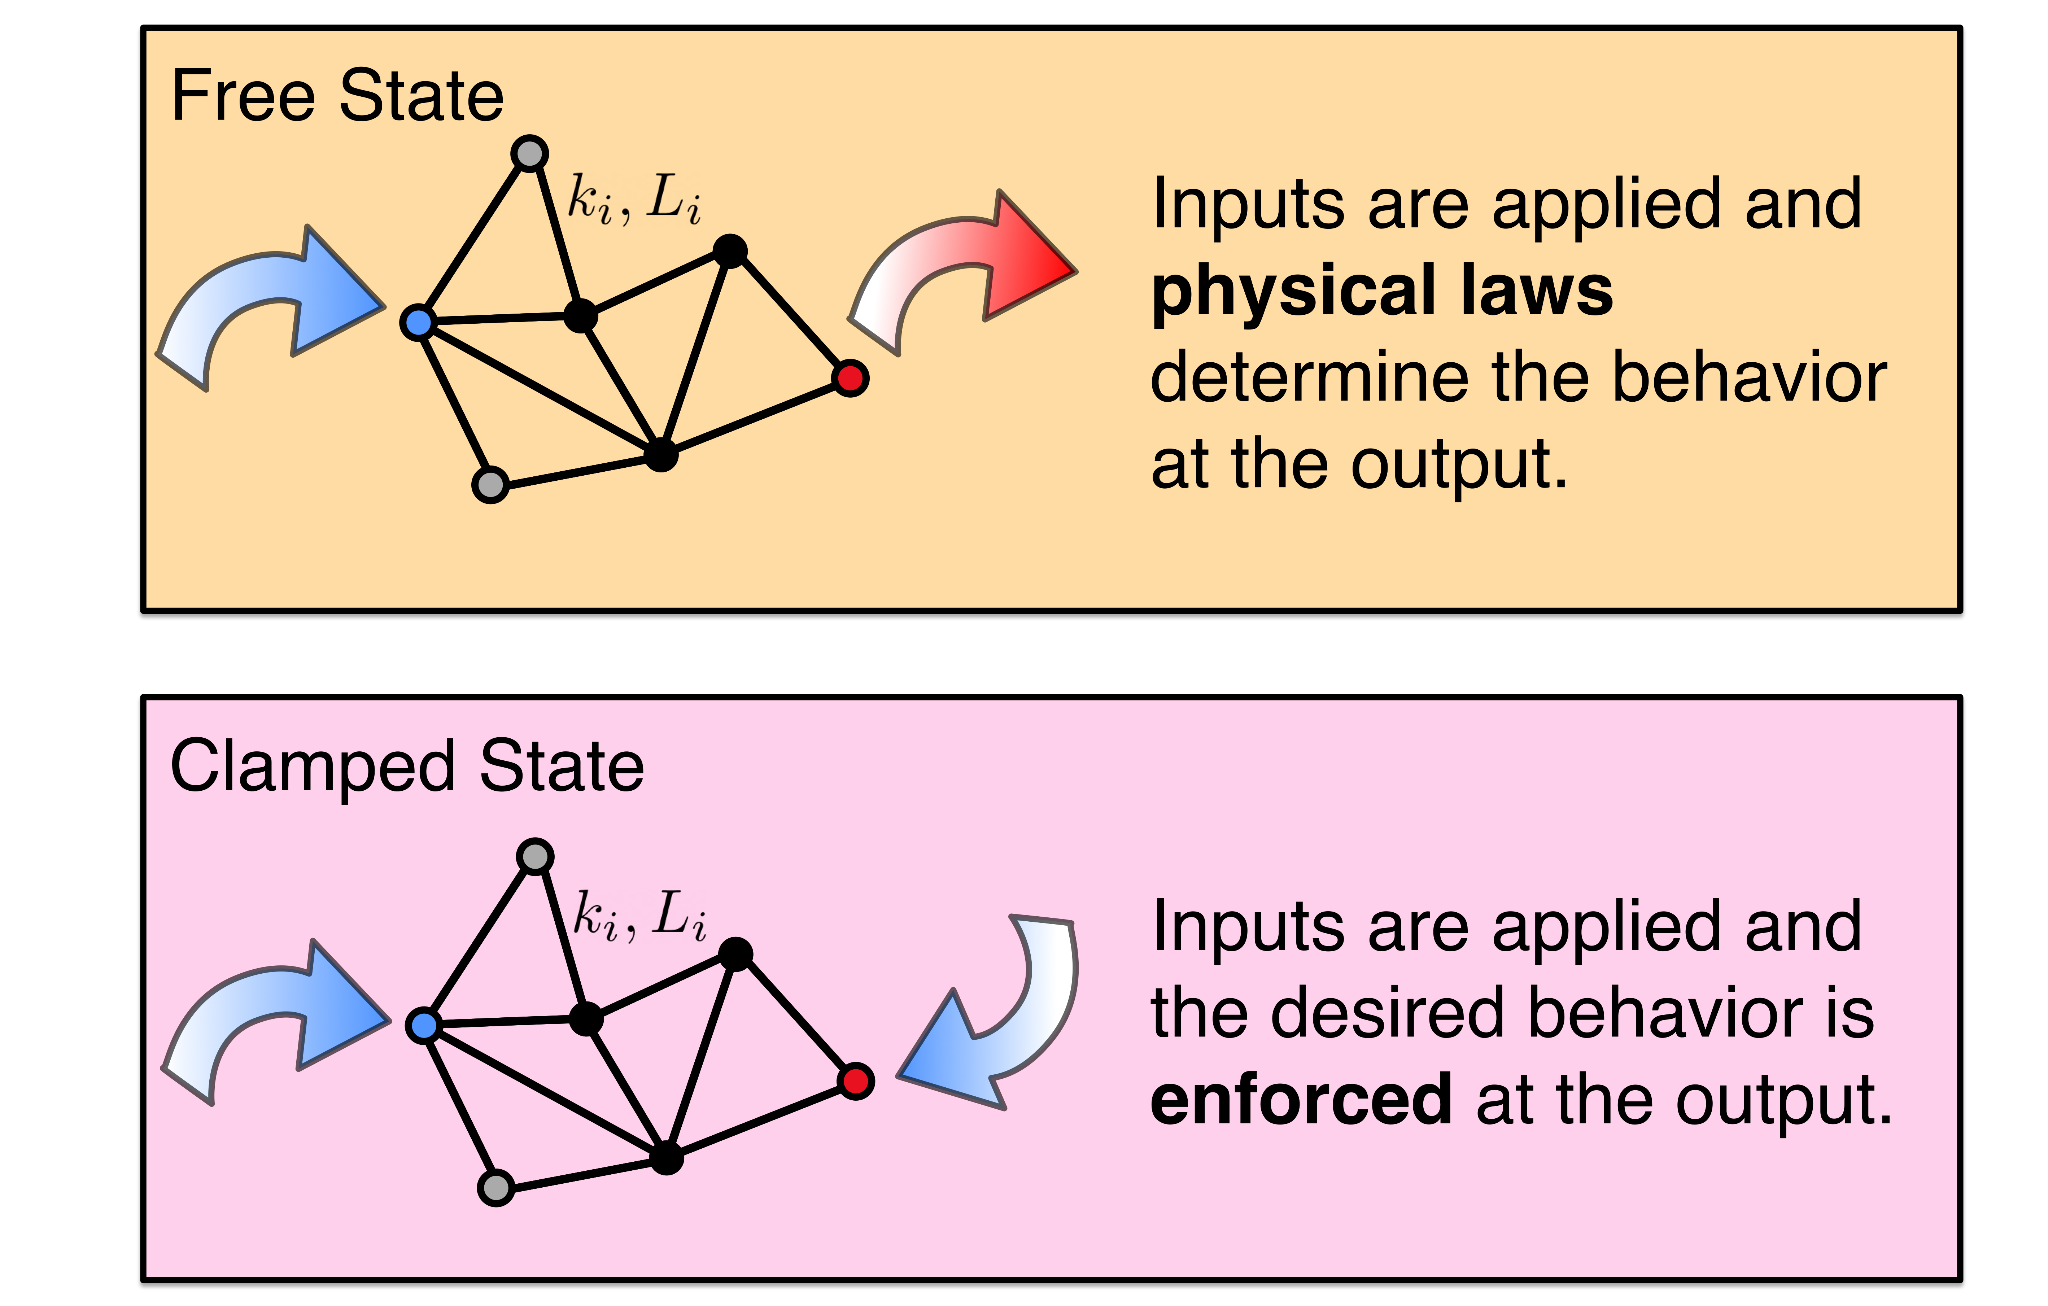 Free State
k_i, L_i
Inputs are applied and
physical laws
determine the behavior
at the output.
Clamped State
k_i, L_i
Inputs are applied and
the desired behavior is
enforced at the output.